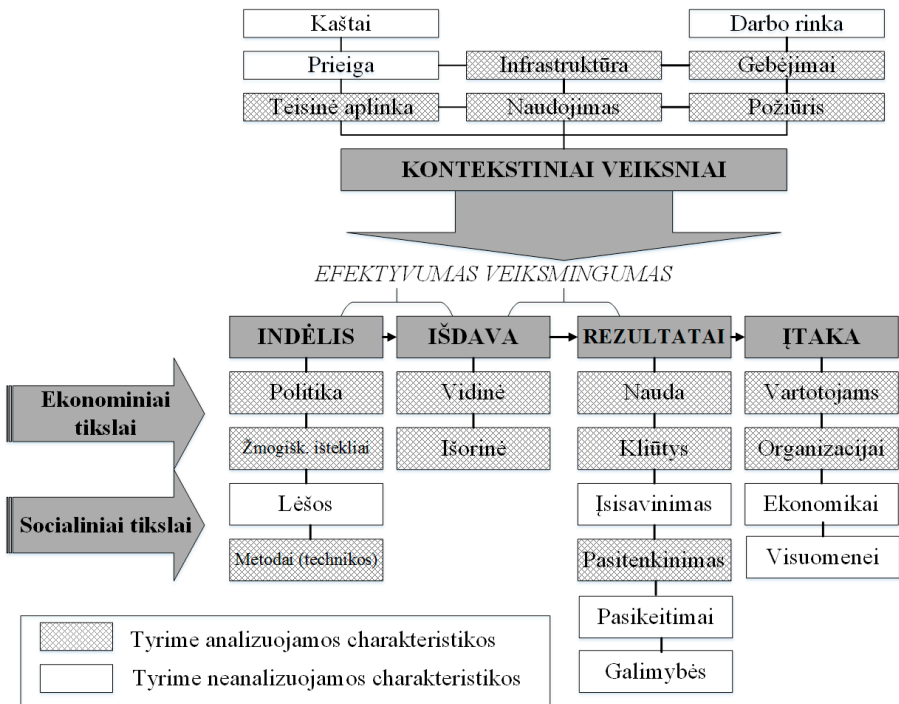 Kaštai
Darbo rinka
Prieiga
Infrastruktūra
Gebėjimai
Teisinė aplinka
Naudojimas
Požiūris
KONTEKSTINIAI VEIKSNIAI
EFEKTYVUMAS VEIKSMINGUMAS
INDĖLIS
IŠDAVA
REZULTATAI
ĮTAKA
Ekonominiai
tikslai
Socialiniai tikslai
Politika
Žmogišk. ištekliai
Lėšos
Metodai (technikos)
Vidinė
Išorinė
Nauda
Kliūtys
Įsisavinimas
Pasitenkinimas
Pasikeitimai
Galimybės
Vartotojams
Organizacijai
Ekonomikai
Visuomenei
Tyrime analizuojamos charakteristikos
Tyrime neanalizuojamos charakteristikos